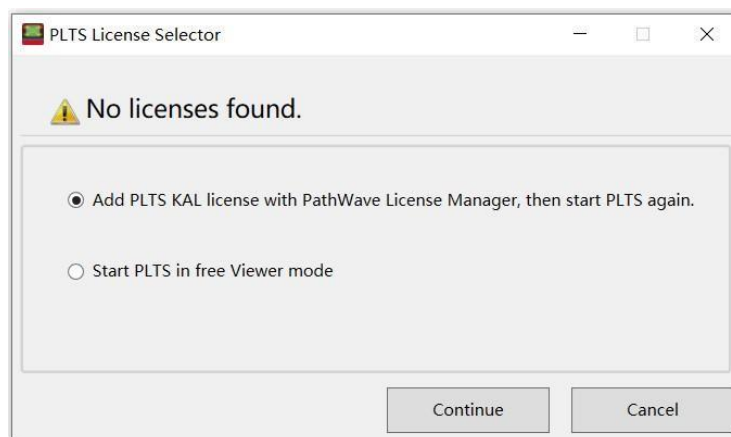 PLTS License Selector
No licenses found.
Add PLTS KAL license with PathWave License Manager, then start PLTS again.
Start PLTS in free Viewer mode
Continue Cancel